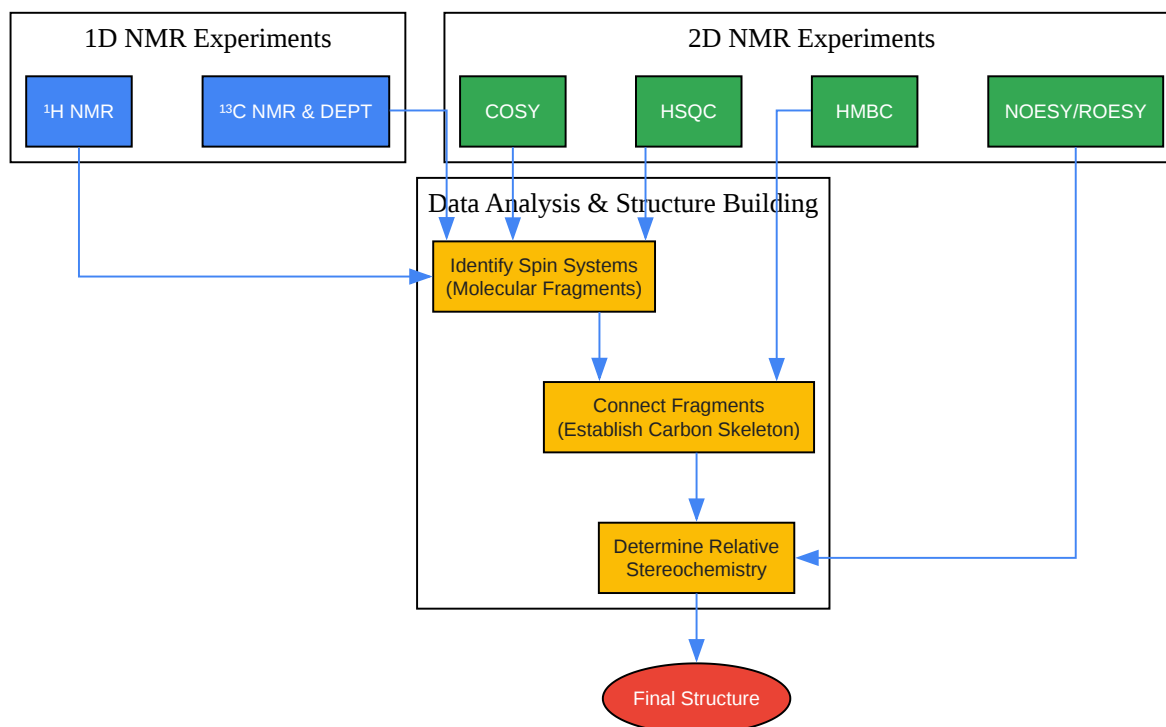 1D NMR Experiments
2D NMR Experiments
¹H NMR
¹³C NMR & DEPT
COSY
HSQC
HMBC
NOESY/ROESY
Data Analysis & Structure Building
Identify Spin Systems
(Molecular Fragments)
Connect Fragments
(Establish Carbon Skeleton)
Determine Relative
Stereochemistry
Final Structure